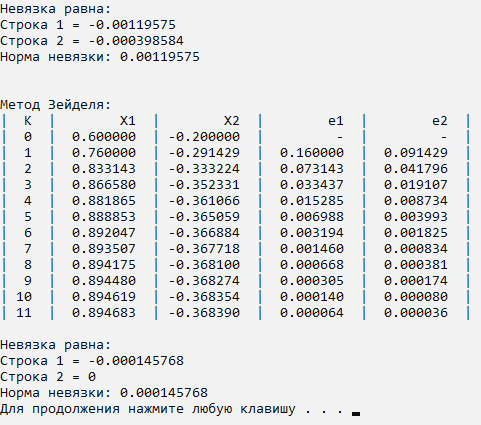 Невязка равна:
Строка 1 = -0.00119575
Строка 2 = -0.000398584
Норма невязки: 0.00119575
Метод Зейделя:
| K | X1 | X2 | e1 | e2 |
| 0 | 0.600000 | -0.200000 | - | - |
| 1 | 0.760000 | -0.291429 | 0.160000 | 0.091429 |
| 2 | 0.833143 | -0.333224 | 0.073143 | 0.041796 |
| 3 | 0.866580 | -0.352331 | 0.033437 | 0.019107 |
| 4 | 0.881865 | -0.361066 | 0.015285 | 0.008734 |
| 5 | 0.888853 | -0.365059 | 0.006988 | 0.003993 |
| 6 | 0.892047 | -0.366884 | 0.003194 | 0.001825 |
| 7 | 0.893507 | -0.367718 | 0.001460 | 0.000834 |
| 8 | 0.894175 | -0.368100 | 0.000668 | 0.000381 |
| 9 | 0.894480 | -0.368274 | 0.000305 | 0.000174 |
| 10 | 0.894619 | -0.368354 | 0.000140 | 0.000080 |
| 11 | 0.894683 | -0.368390 | 0.000064 | 0.000036 |
Невязка равна:
Строка 1 = -0.000145768
Строка 2 = 0
Норма невязки: 0.000145768
Для продолжения нажмите любую клавишу . . .